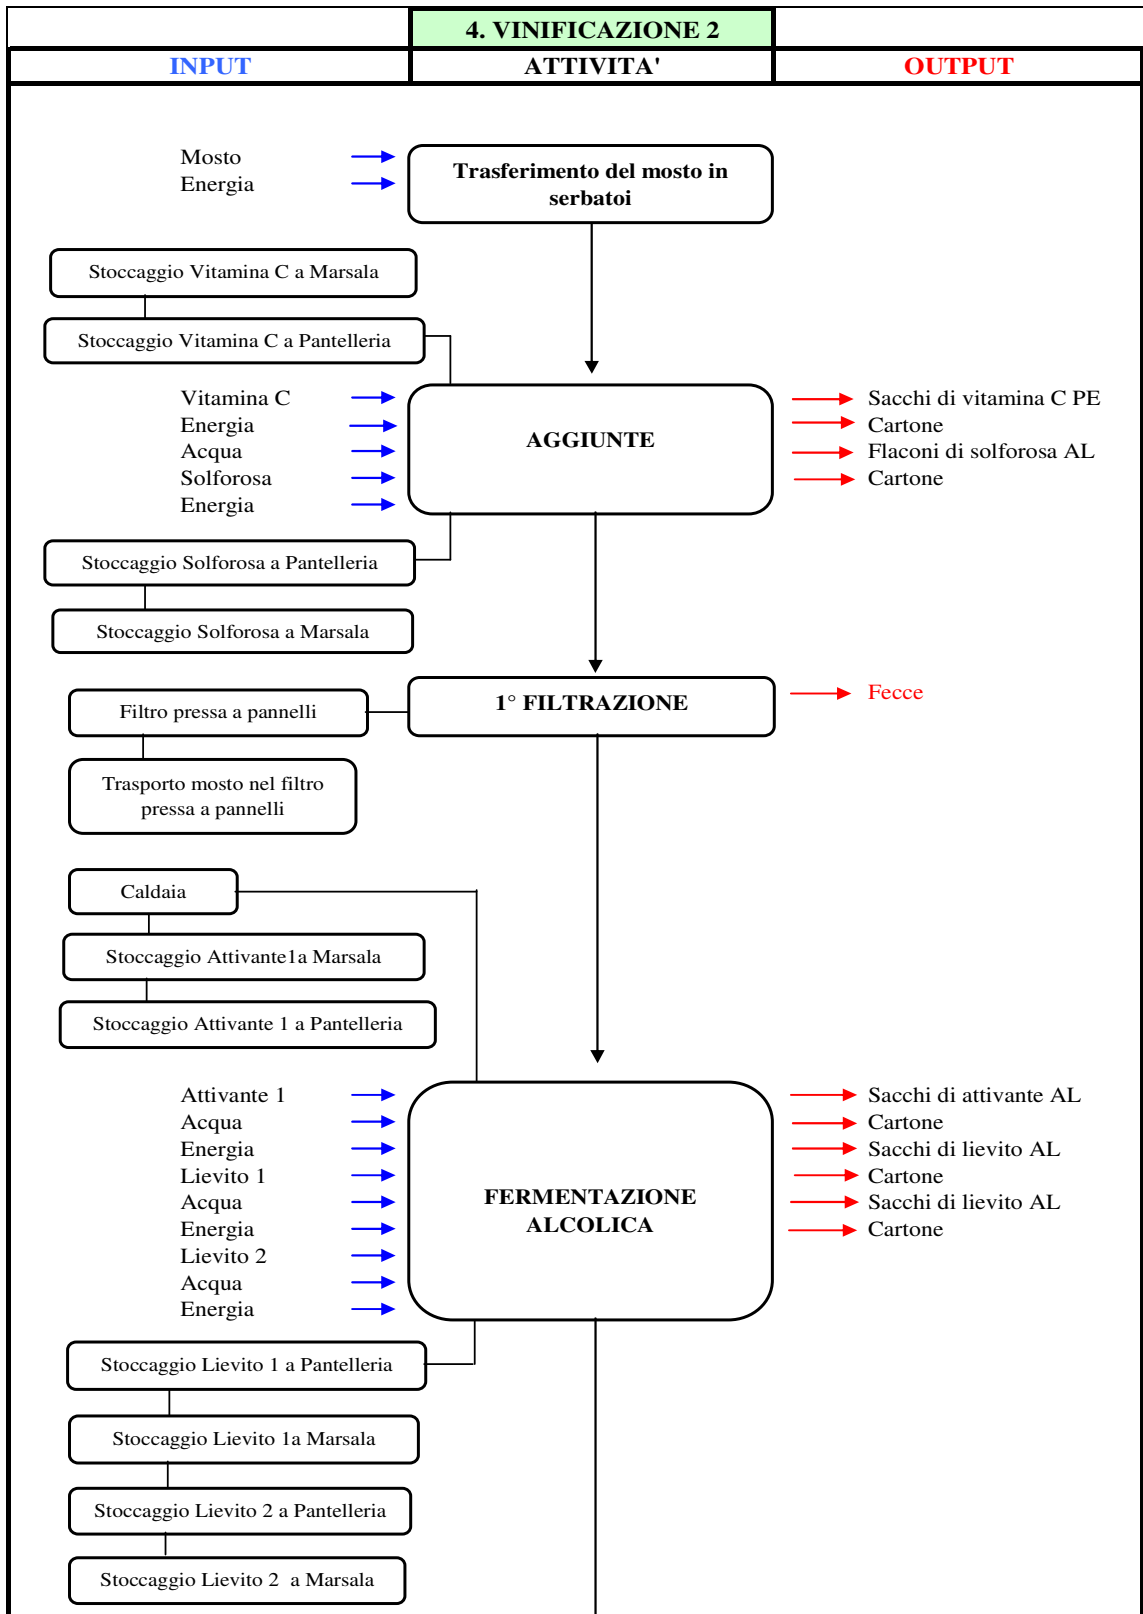 4. VINIFICAZIONE 2
INPUT
ATTIVITA'
OUTPUT
Mosto
Energia
Trasferimento del mosto in
serbatoi
Stoccaggio Vitamina C a Marsala
Stoccaggio Vitamina C a Pantelleria
Vitamina C
Energia
Acqua
Solforosa
Energia
AGGIUNTE
Sacchi di vitamina C PE
Cartone
Flaconi di solforosa AL
Cartone
Stoccaggio Solforosa a Pantelleria
Stoccaggio Solforosa a Marsala
1° FILTRAZIONE
Fecce
Filtro pressa a pannelli
Trasporto mosto nel filtro
pressa a pannelli
Caldaia
Stoccaggio Attivante1a Marsala
Stoccaggio Attivante 1 a Pantelleria
Attivante 1
Acqua
Energia
Lievito 1
Acqua
Energia
Lievito 2
Acqua
Energia
FERMENTAZIONE
ALCOLICA
Sacchi di attivante AL
Cartone
Sacchi di lievito AL
Cartone
Sacchi di lievito AL
Cartone
Stoccaggio Lievito 1 a Pantelleria
Stoccaggio Lievito 1a Marsala
Stoccaggio Lievito 2 a Pantelleria
Stoccaggio Lievito 2  a Marsala